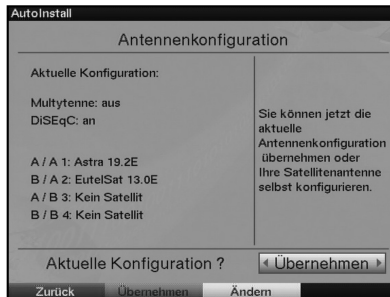 AutoInstall
Antennenkonfiguration
Aktuelle Konfiguration:
Multytenne: aus
DiSEqC: an
A / A 1: Astra 19.2E
B / A 2: EutelSat 13.0E
A / B 3: Kein Satellit
B / B 4: Kein Satellit
Sie können jetzt die
aktuelle
Antennenkonfiguration
übernehmen oder
Ihre Satellitenantenne
selbst konfigurieren.
Aktuelle Konfiguration ?
Übernehmen
Zurück
Übernehmen
Ändern